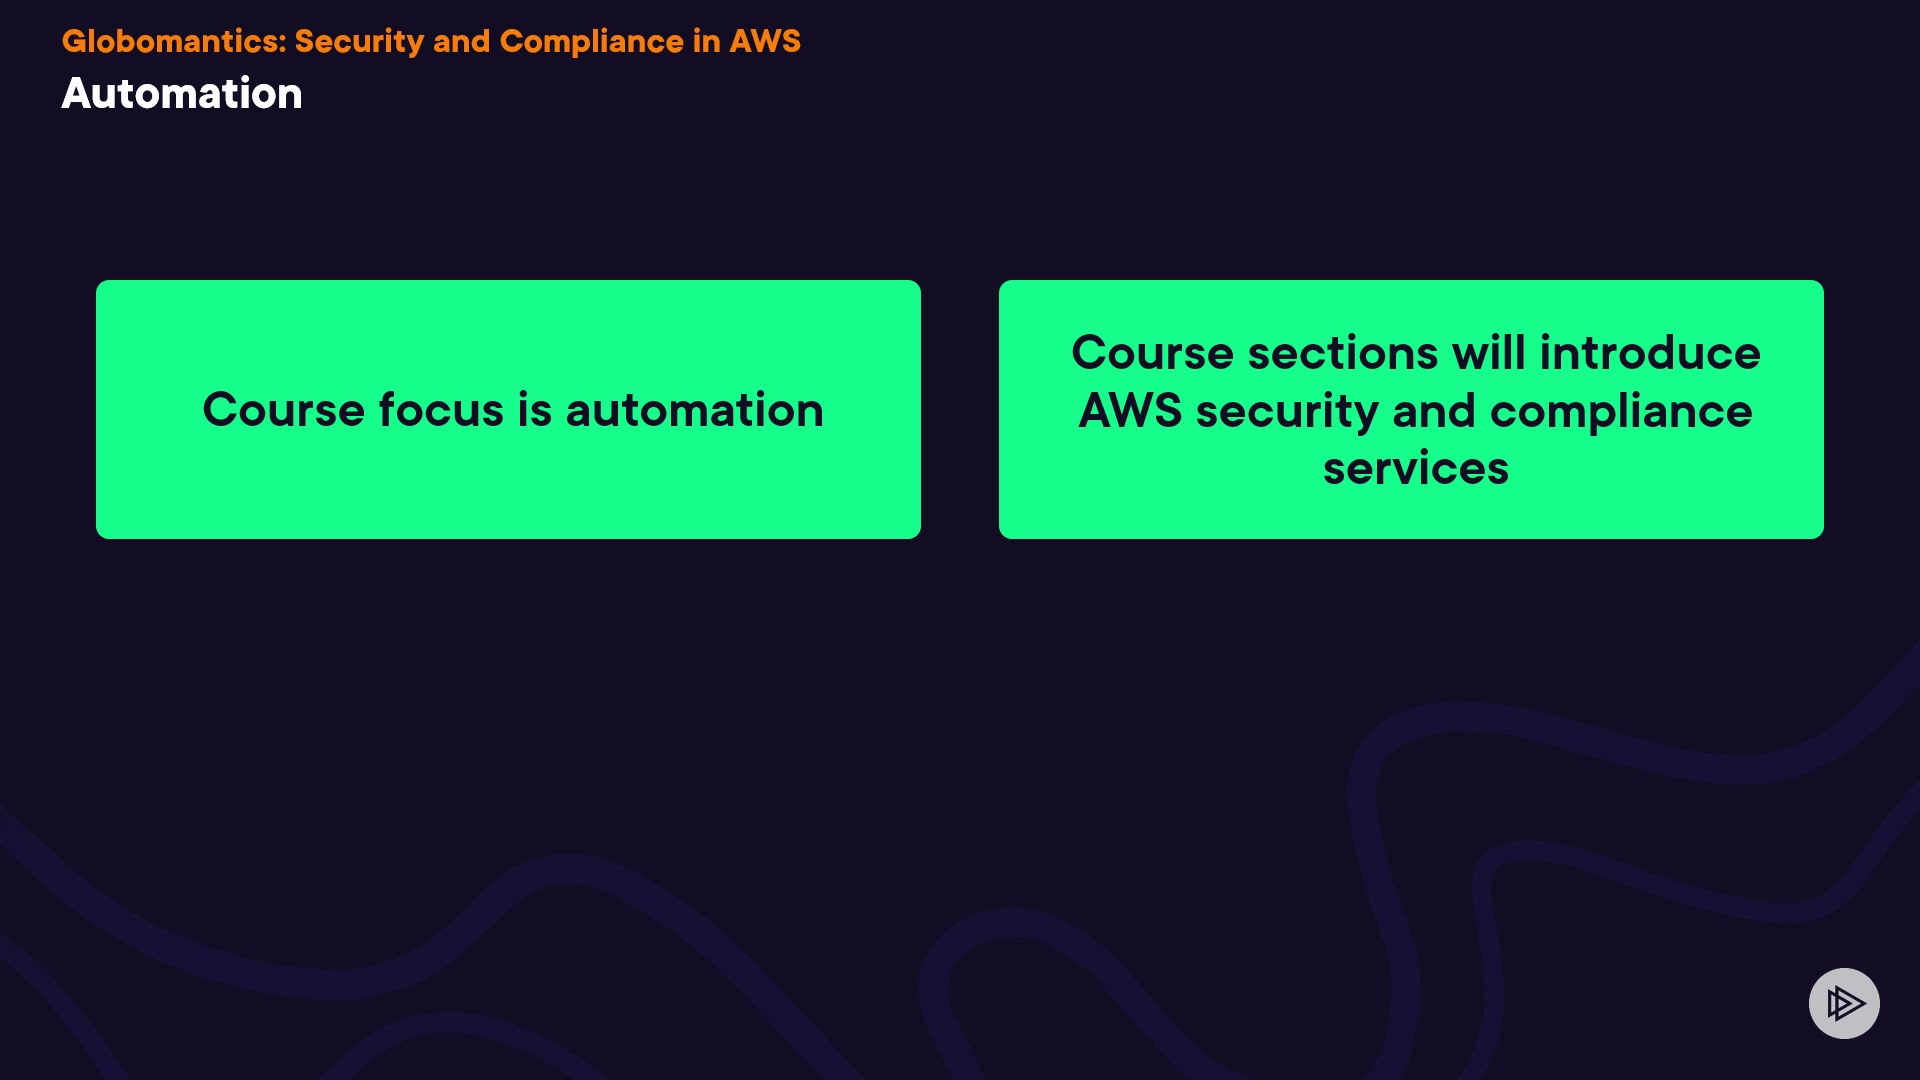 Globomantics: Security and Compliance in AWS
Automation
Course focus is automation
Course sections will introduce
AWS security and compliance
services